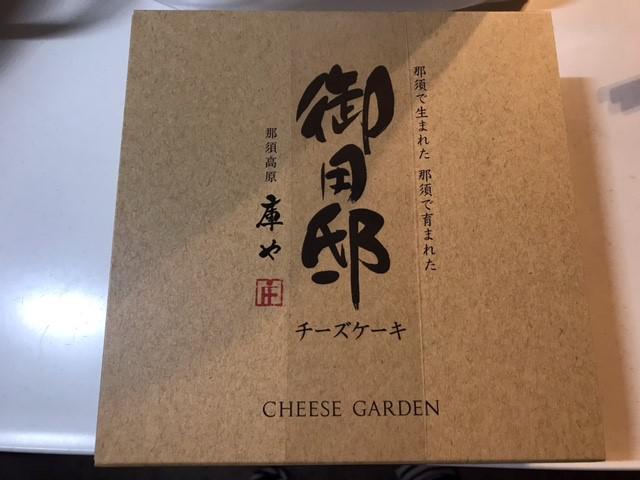 那須で生まれた 那須で育まれた
御用邸
チーズケーキ
那須高原
庫や
CHEESE GARDEN